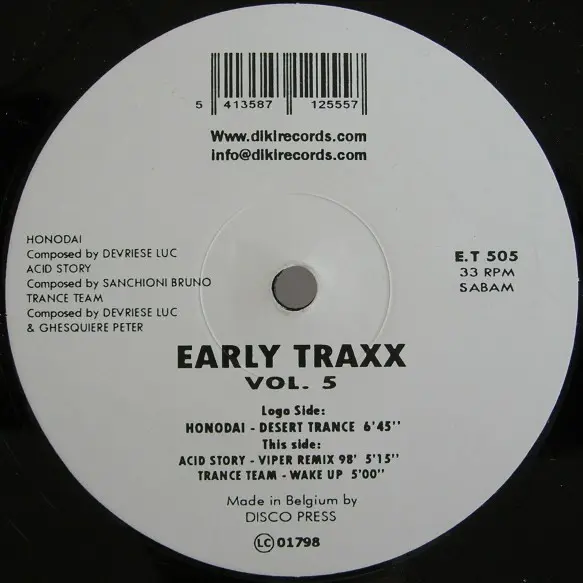 5 413587 125557
Www.dikirecords.com
info@dikirecords.com
HONODAI
Composed by DEVRIESE LUC
ACID STORY
Composed by SANCHIONI BRUNO
TRANCE TEAM
Composed by DEVRIESE LUC
& GHESQUIERE PETER
E.T 505
33 RPM
SABAM
EARLY TRAXX
VOL. 5
Logo Side:
HONODAI - DESERT TRANCE 6'45''
This side:
ACID STORY - VIPER REMIX 98' 5'15''
TRANCE TEAM - WAKE UP 5'00''
Made in Belgium by
DISCO PRESS
LC 01798